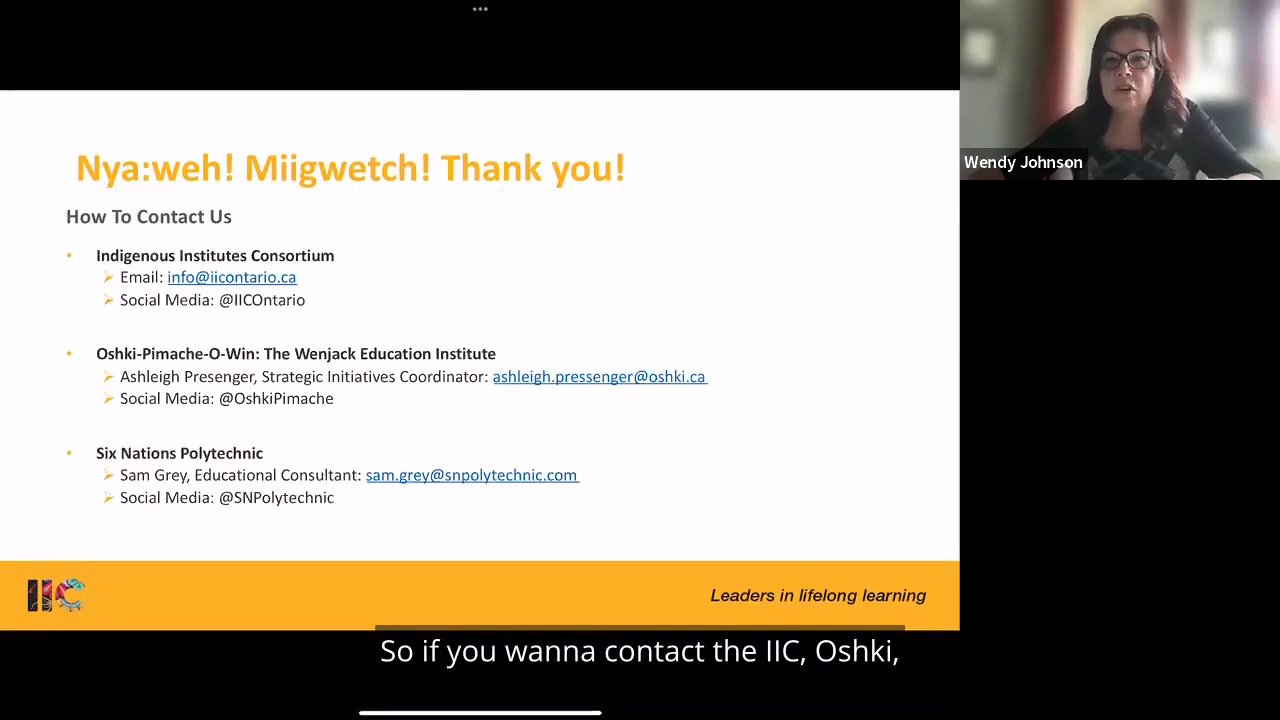 Nya:weh! Miigwetch! Thank you!
How To Contact Us
• Indigenous Institutes Consortium
➢ Email: info@iicontario.ca
➢ Social Media: @IICOntario
• Oshki-Pimache-O-Win: The Wenjack Education Institute
➢ Ashleigh Presenger, Strategic Initiatives Coordinator: ashleigh.pressenger@oshki.ca
➢ Social Media: @OshkiPimache
• Six Nations Polytechnic
➢ Sam Grey, Educational Consultant: sam.grey@snpolytechnic.com
➢ Social Media: @SNPolytechnic
IIC
Leaders in lifelong learning
So if you wanna contact the IIC, Oshki,
Wendy Johnson